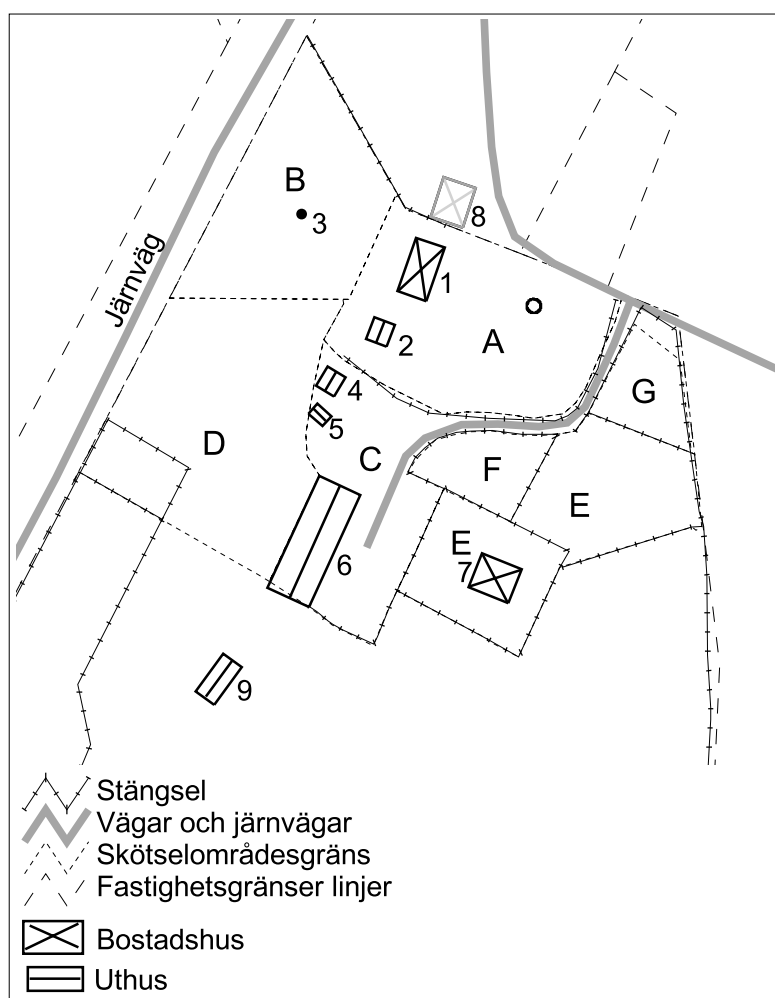 B
3
8
Järnväg
1
A
2
4
G
5
D
C
F
E
E
7
6
9
Stängsel
Vägar och järnvägar
Skötselområdesgräns
Fastighetsgränser linjer
Bostadshus
Uthus